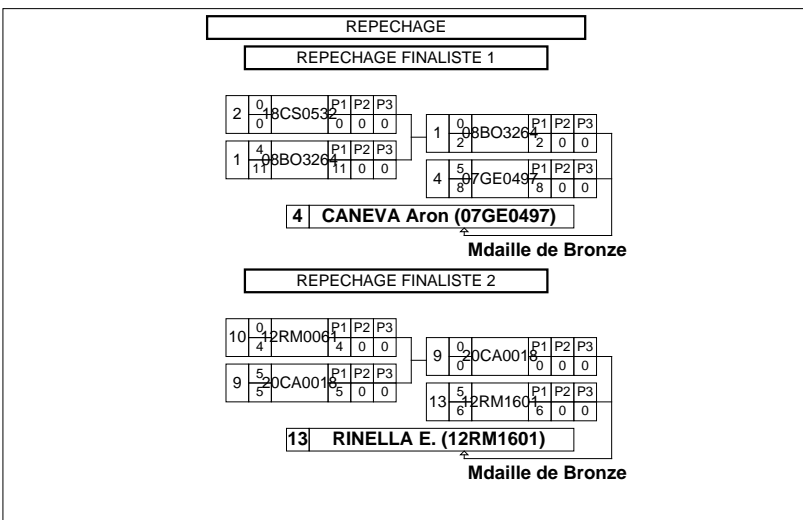 REPECHAGE
REPECHAGE FINALISTE 1
2 0 0 18CS0532 P1 P2 P3 0 0 0
1 4 11 08BO3264 P1 P2 P3 11 0 0
1 0 2 08BO3264 P1 P2 P3 2 0 0
4 5 8 07GE0497 P1 P2 P3 8 0 0
4 CANEVA Aron (07GE0497)
Mdaille de Bronze
REPECHAGE FINALISTE 2
10 0 4 12RM0061 P1 P2 P3 4 0 0
9 5 5 20CA0018 P1 P2 P3 5 0 0
9 0 0 20CA0018 P1 P2 P3 0 0 0
13 5 6 12RM1601 P1 P2 P3 6 0 0
13 RINELLA E. (12RM1601)
Mdaille de Bronze